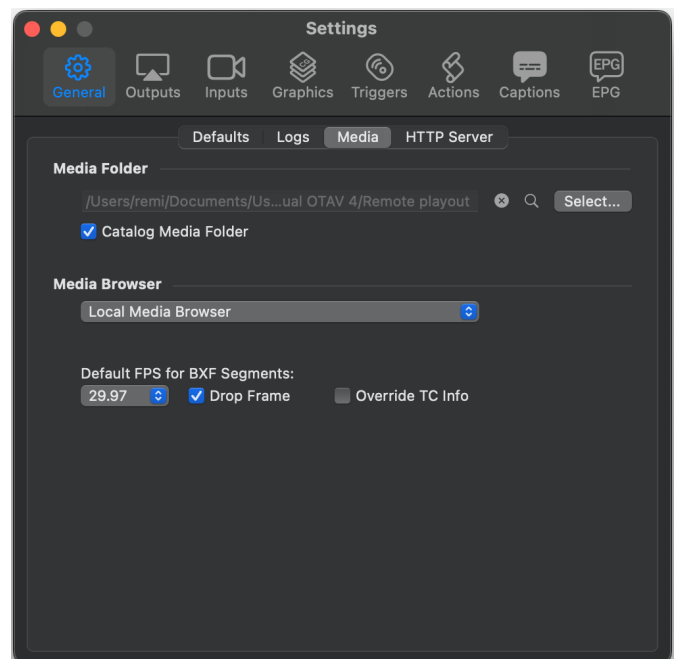 Settings
EPG
General Outputs Inputs Graphics Triggers Actions Captions EPG
Defaults Logs Media HTTP Server
Media Folder
/Users/remi/Documents/Us...ual OTAV 4/Remote playout Select...
Catalog Media Folder
Media Browser
Local Media Browser
Default FPS for BXF Segments:
29.97 Drop Frame Override TC Info